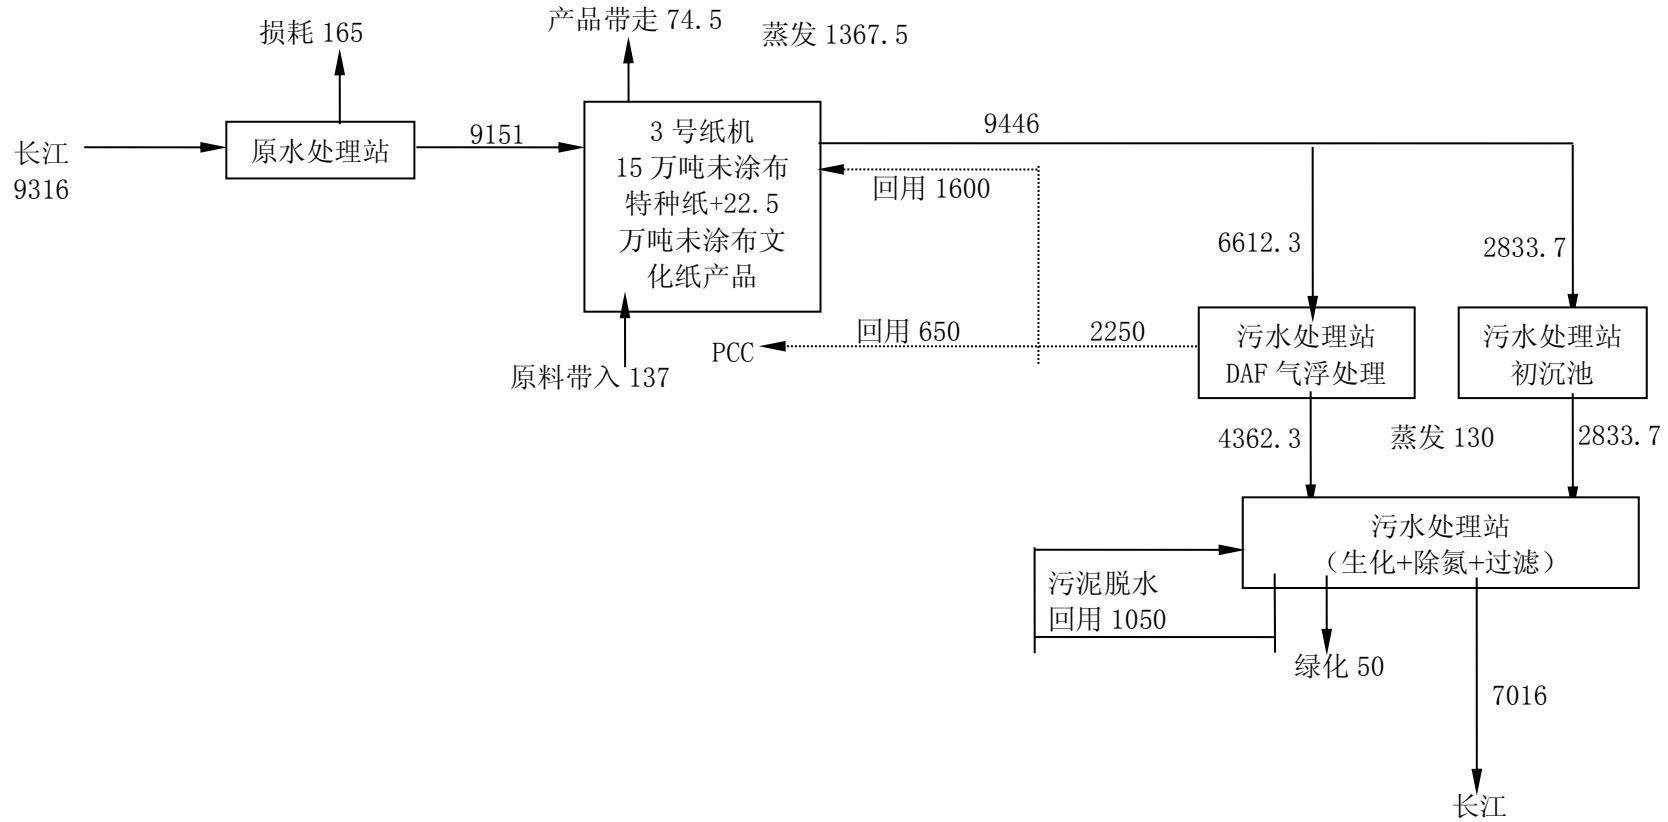 产品带走 74.5
损耗 165
蒸发 1367.5
长江
9316
原水处理站
9151
3 号纸机
15 万吨未涂布
特种纸+22.5
万吨未涂布文
化纸产品
9446
回用 1600
6612.3
2833.7
原料带入 137
PCC
回用 650
2250
污水处理站
DAF 气浮处理
污水处理站
初沉池
4362.3
蒸发 130
2833.7
污水处理站
（生化+除氮+过滤）
污泥脱水
回用 1050
绿化 50
7016
长江